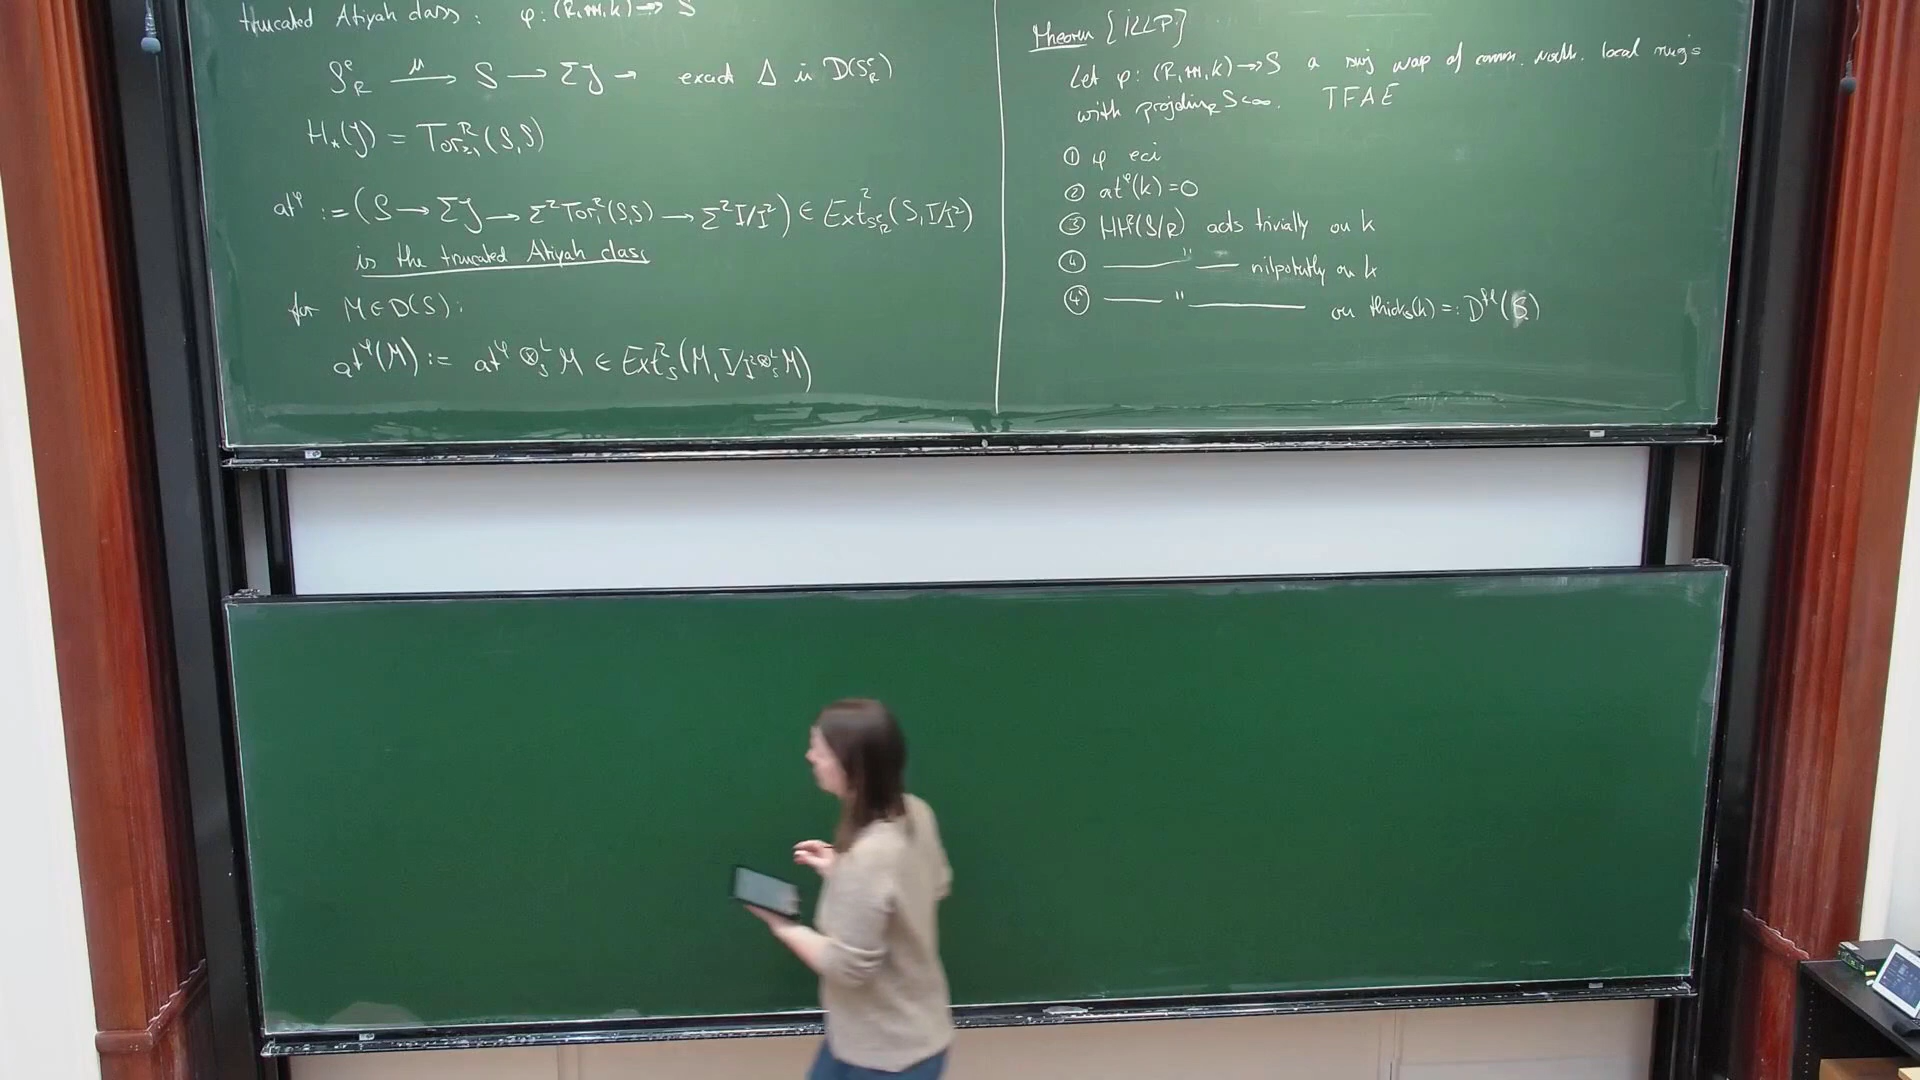 truncated Atiyah class : φ: (R,m,k) ↠ S
S^e_R —μ→ S → ΣJ → exact Δ in D(S^e_R)
H_*(J) = Tor^R_{≥1}(S,S)
at^φ := (S → ΣJ → Σ²Tor^R_1(S,S) → Σ²I/I²) ∈ Ext²_{S^e_R}(S, I/I²)
is the truncated Atiyah class
for M ∈ D(S):
at^φ(M) := at^φ ⊗^L_S M ∈ Ext²_S(M, I/I² ⊗^L_S M)
Theorem [ILLP]
Let φ: (R,m,k) ↠ S a surj map of comm. noeth. local rings
with projdim_R S < ∞. TFAE
① φ eci
② at^φ(k) = 0
③ HH²(S/R) acts trivially on k
④ —— " —— nilpotently on k
④' —— " —— on thick_S(k) =: D^{fl}(S)